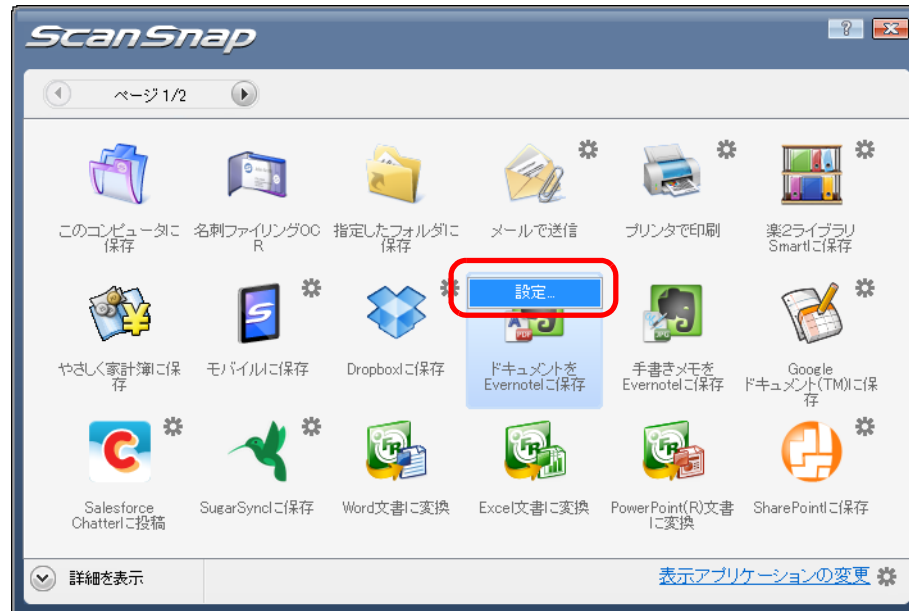 ScanSnap
ページ 1/2
このコンピュータに
保存
名刺ファイリングOC
R
指定したフォルダに
保存
メールで送信
プリンタで印刷
楽2ライブラリ
Smartに保存
設定...
PDF
JPG
やさしく家計簿に保
存
モバイルに保存
Dropboxに保存
ドキュメントを
Evernoteに保存
手書きメモを
Evernoteに保存
Google
ドキュメント(TM)に保
存
Salesforce
Chatterに投稿
SugarSyncに保存
Word文書に変換
Excel文書に変換
PowerPoint(R)文書
に変換
SharePointに保存
詳細を表示
表示アプリケーションの変更